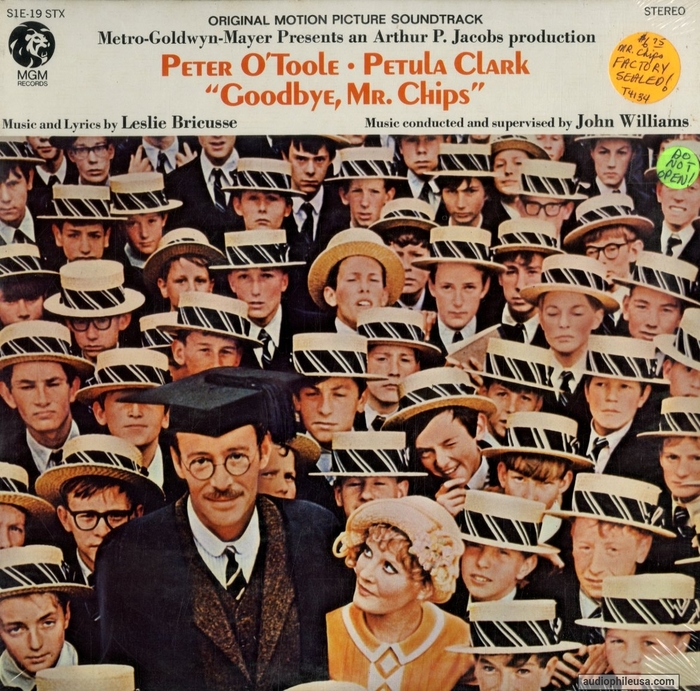 S1E-19 STX
ORIGINAL MOTION PICTURE SOUNDTRACK
STEREO
Metro-Goldwyn-Mayer Presents an Arthur P. Jacobs production
MGM
RECORDS
PETER O'TOOLE • PETULA CLARK
"GOODBYE, MR. CHIPS"
Music and Lyrics by Leslie Bricusse
Music conducted and supervised by John Williams
MR. Chips
FACTORY
SEALED!
T4134
DO
NOT
OPEN!
audiophileusa.com